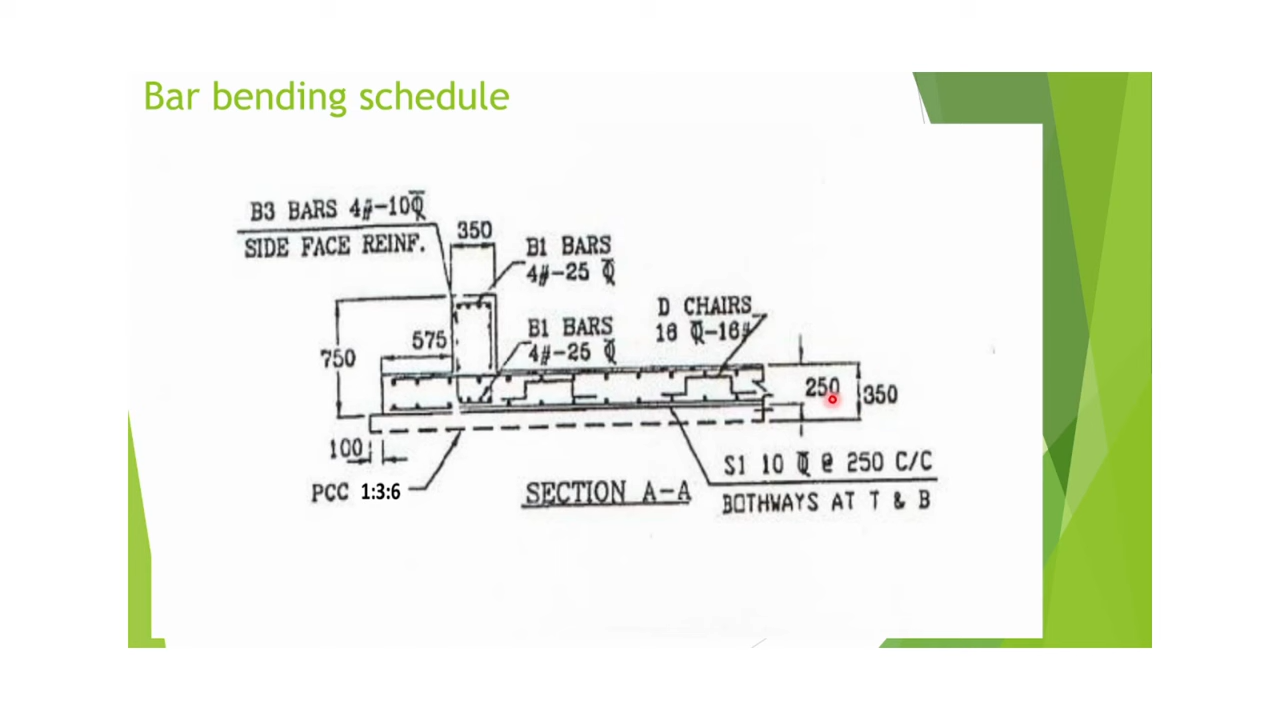 Bar bending schedule
B3 BARS 4#-10Φ
SIDE FACE REINF.
350
B1 BARS
4#-25 Φ
575
750
B1 BARS
4#-25 Φ
D CHAIRS
16 Φ-16#
250
350
100
PCC 1:3:6
SECTION A-A
S1 10 Φ @ 250 C/C
BOTHWAYS AT T & B